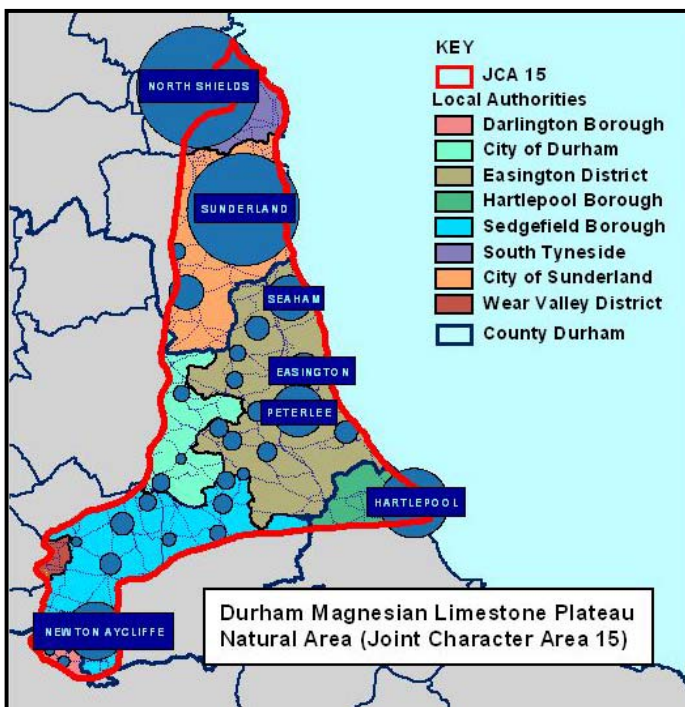 NORTH SHIELDS
SUNDERLAND
SEAHAM
EASINGTON
PETERLEE
HARTLEPOOL
NEWTON AYCLIFFE
KEY
JCA 15
Local Authorities
Darlington Borough
City of Durham
Easington District
Hartlepool Borough
Sedgefield Borough
South Tyneside
City of Sunderland
Wear Valley District
County Durham
Durham Magnesian Limestone Plateau
Natural Area (Joint Character Area 15)